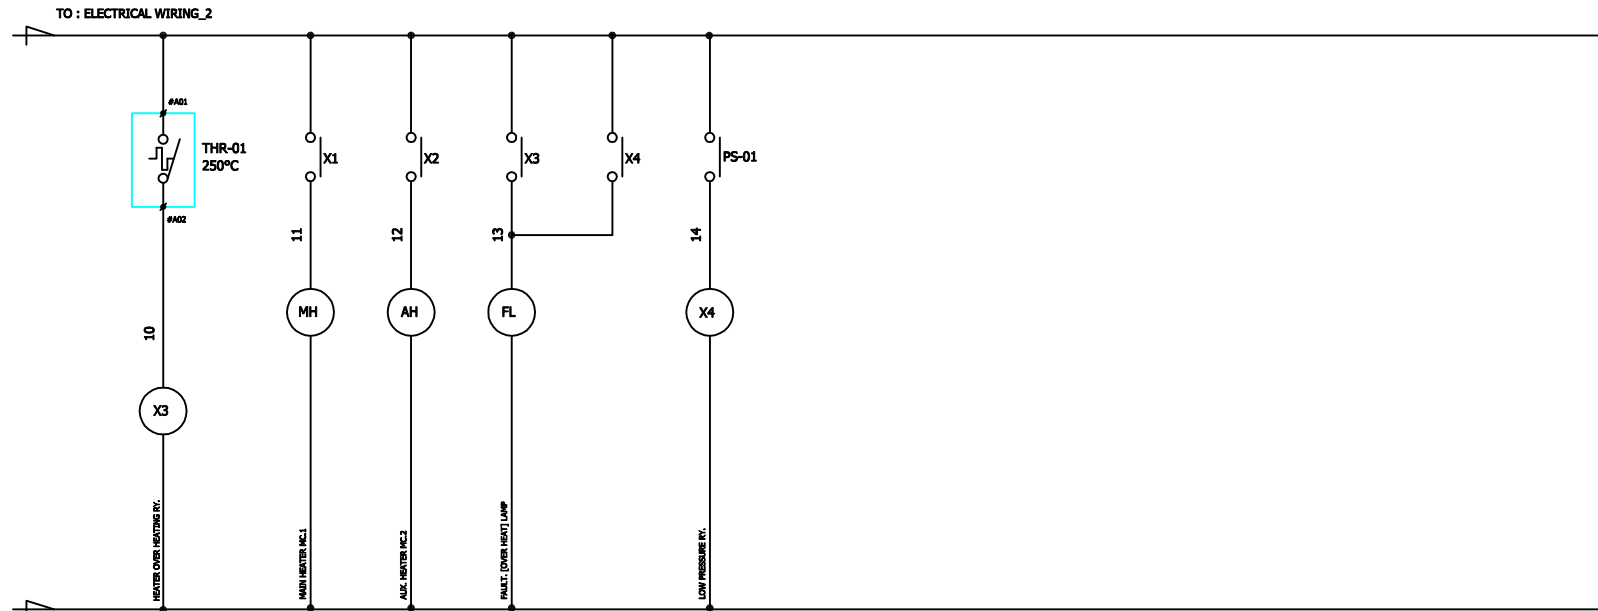 TO : ELECTRICAL WIRING_2
#A01
THR-01
250°C
#A02
X1
X2
X3
X4
PS-01
11
12
13
14
10
MH
AH
FL
X4
X3
HEATER OVER HEATING RY.
MAIN HEATER MC.1
AUX. HEATER MC.2
FAULT. [OVER HEAT] LAMP
LOW PRESSURE RY.